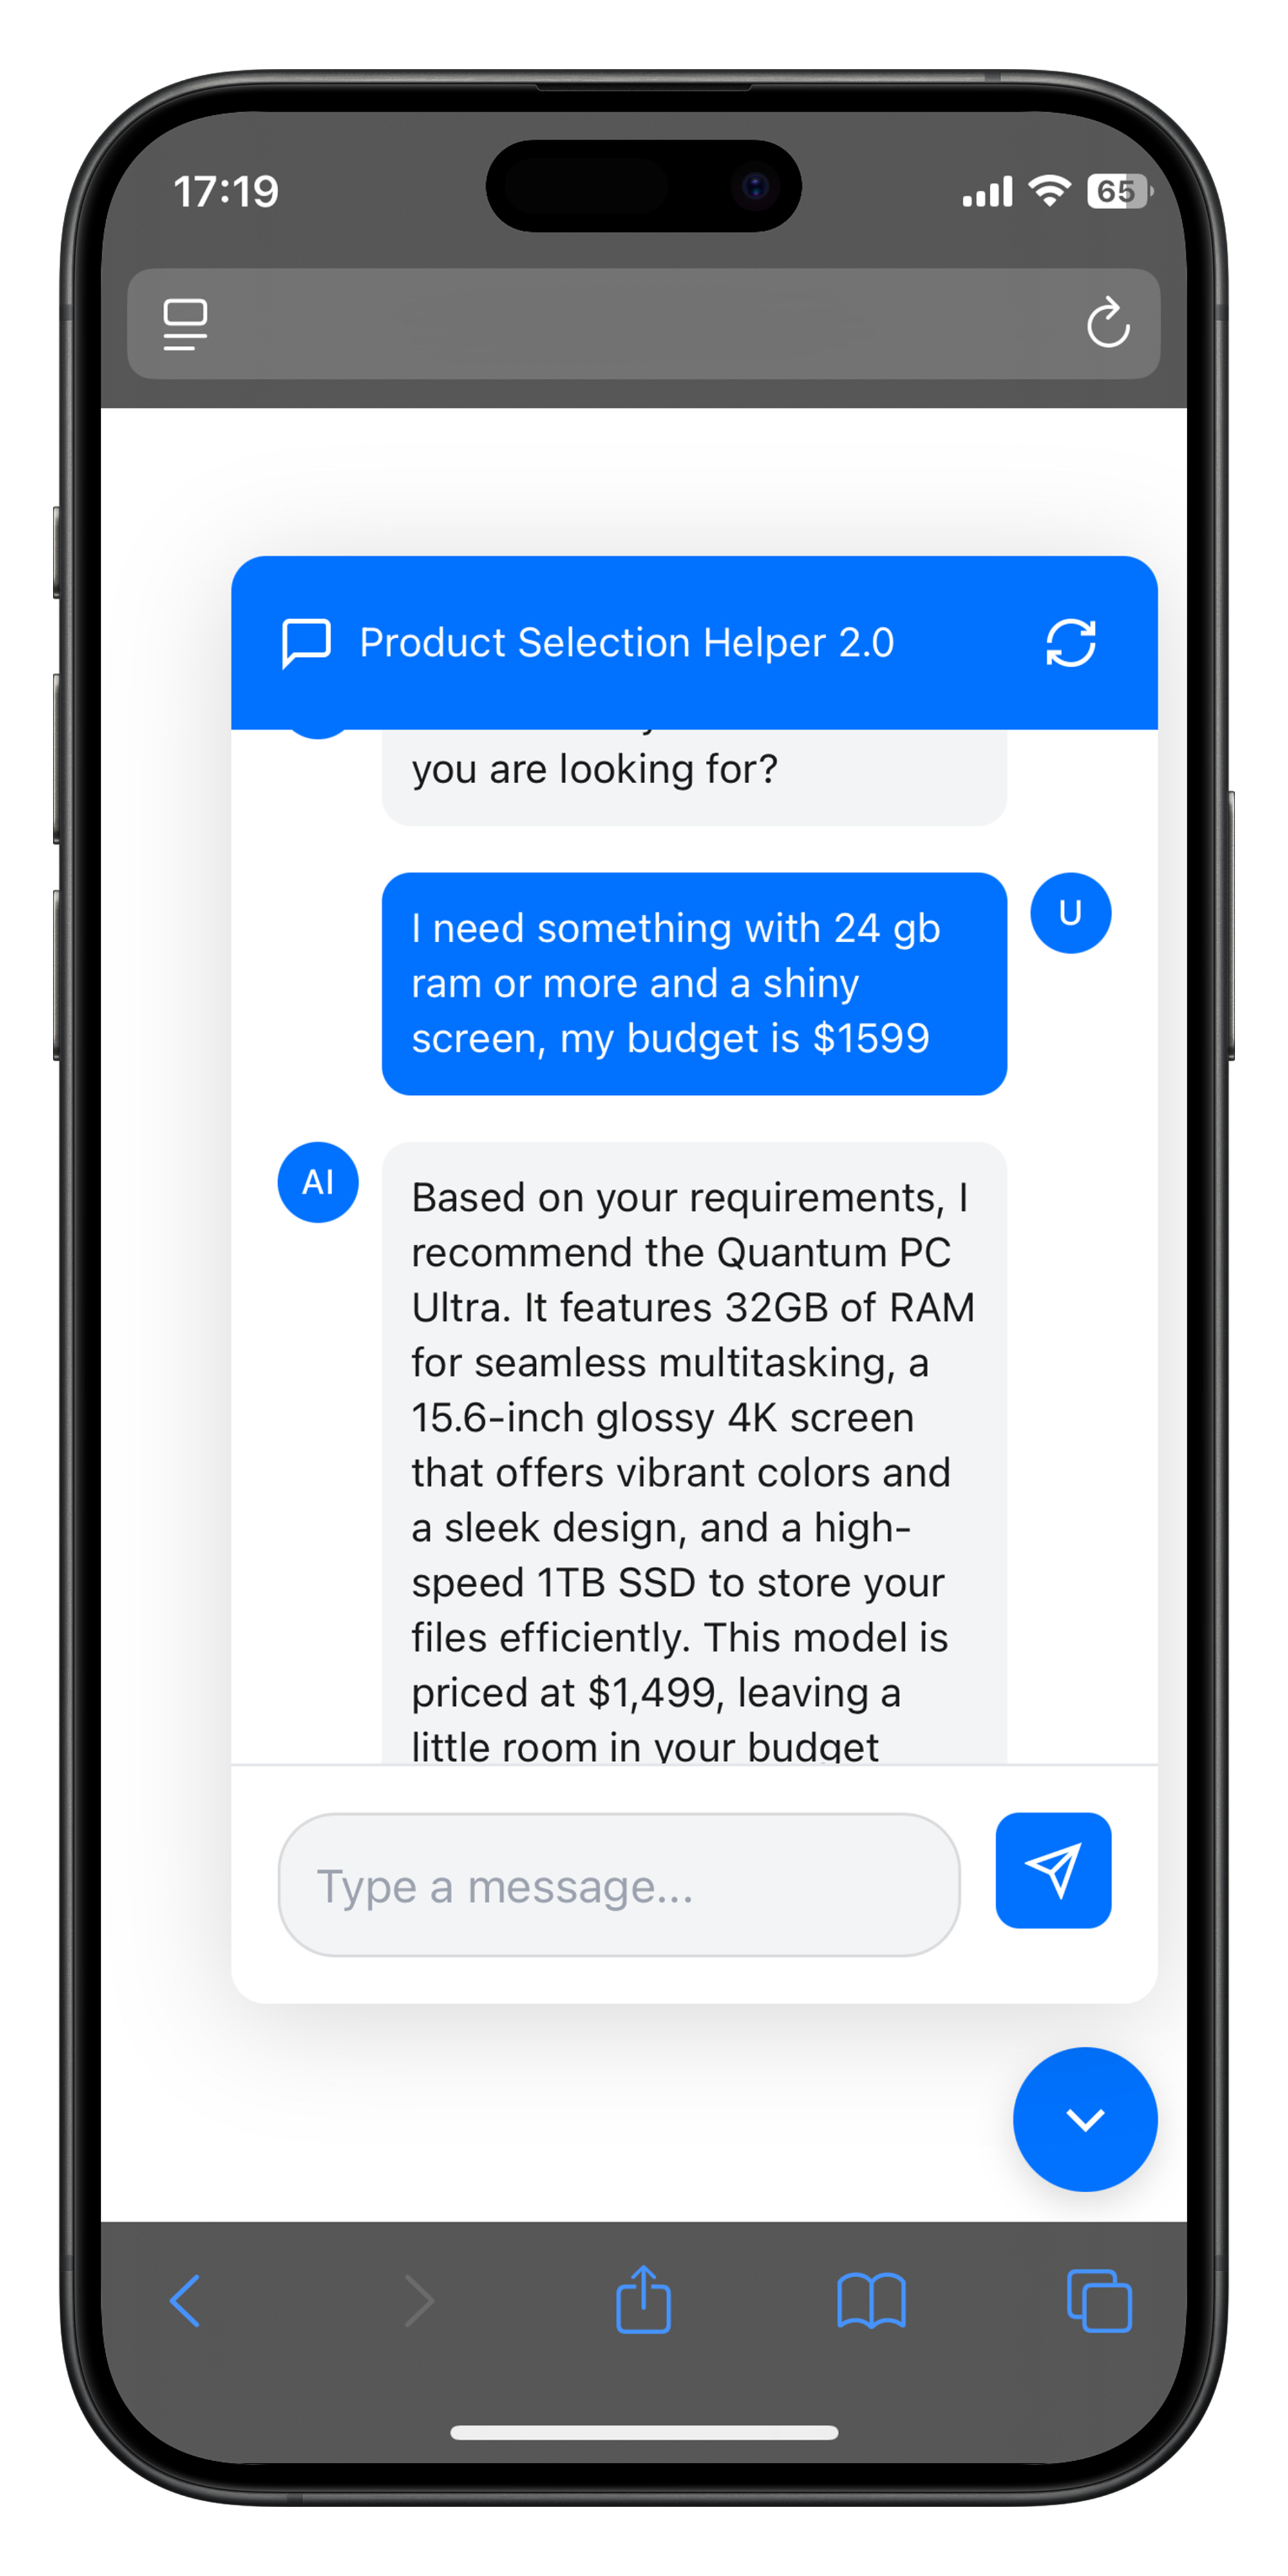 17:19
65
Product Selection Helper 2.0
you are looking for?
I need something with 24 gb
ram or more and a shiny
screen, my budget is $1599
U
AI
Based on your requirements, I
recommend the Quantum PC
Ultra. It features 32GB of RAM
for seamless multitasking, a
15.6-inch glossy 4K screen
that offers vibrant colors and
a sleek design, and a high-
speed 1TB SSD to store your
files efficiently. This model is
priced at $1,499, leaving a
little room in your budget
Type a message...